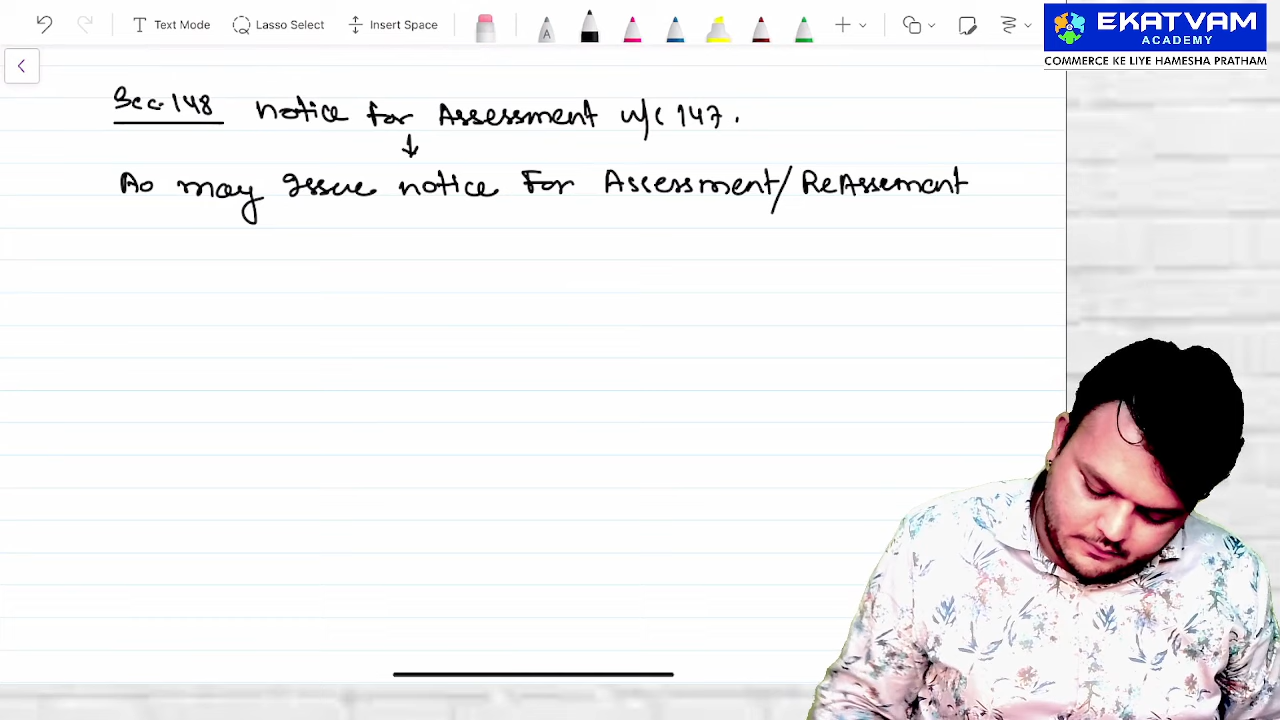 Text Mode Lasso Select Insert Space
A
EKATVAM
ACADEMY
COMMERCE KE LIYE HAMESHA PRATHAM
Sec-148 notice for Assessment u/s 147.
Ao may Issue notice For Assessment/ReAssemant